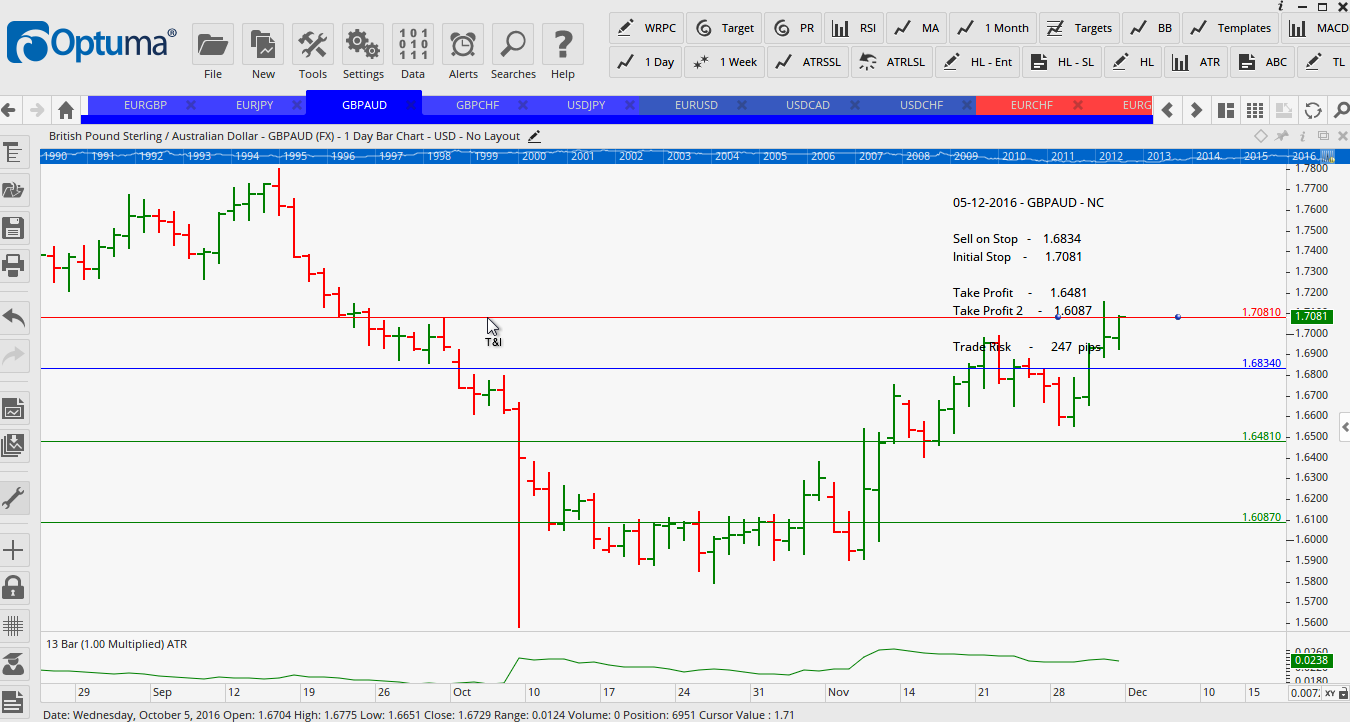 i
Optuma®
File New Tools Settings Data Alerts Searches Help
WRPC Target PR RSI MA 1 Month Targets BB Templates MACD
1 Day 1 Week ATRSSL ATRLSL HL - Ent HL - SL HL ATR ABC TL
EURGBP EURJPY GBPAUD GBPCHF USDJPY EURUSD USDCAD USDCHF EURCHF EURG
British Pound Sterling / Australian Dollar - GBPAUD (FX) - 1 Day Bar Chart - USD - No Layout
1990 1991 1992 1993 1994 1995 1996 1997 1998 1999 2000 2001 2002 2003 2004 2005 2006 2007 2008 2009 2010 2011 2012 2013 2014 2015 2016
1.7800
1.7700
1.7600
1.7500
1.7400
1.7300
1.7200
1.7081
1.7000
1.6900
1.6800
1.6700
1.6600
1.6500
1.6400
1.6300
1.6200
1.6100
1.6000
1.5900
1.5800
1.5700
1.5600
05-12-2016 - GBPAUD - NC
Sell on Stop - 1.6834
Initial Stop - 1.7081
Take Profit - 1.6481
Take Profit 2 - 1.6087
Trade Risk - 247 pips
1.70810
1.68340
1.64810
1.60870
T&I
13 Bar (1.00 Multiplied) ATR
0.0260
0.0238
0.0180
29 Sep 12 19 26 Oct 10 17 24 31 Nov 14 21 28 Dec 10 15 0.007 XY
Date: Wednesday, October 5, 2016 Open: 1.6704 High: 1.6775 Low: 1.6651 Close: 1.6729 Range: 0.0124 Volume: 0 Position: 6951 Cursor Value : 1.71